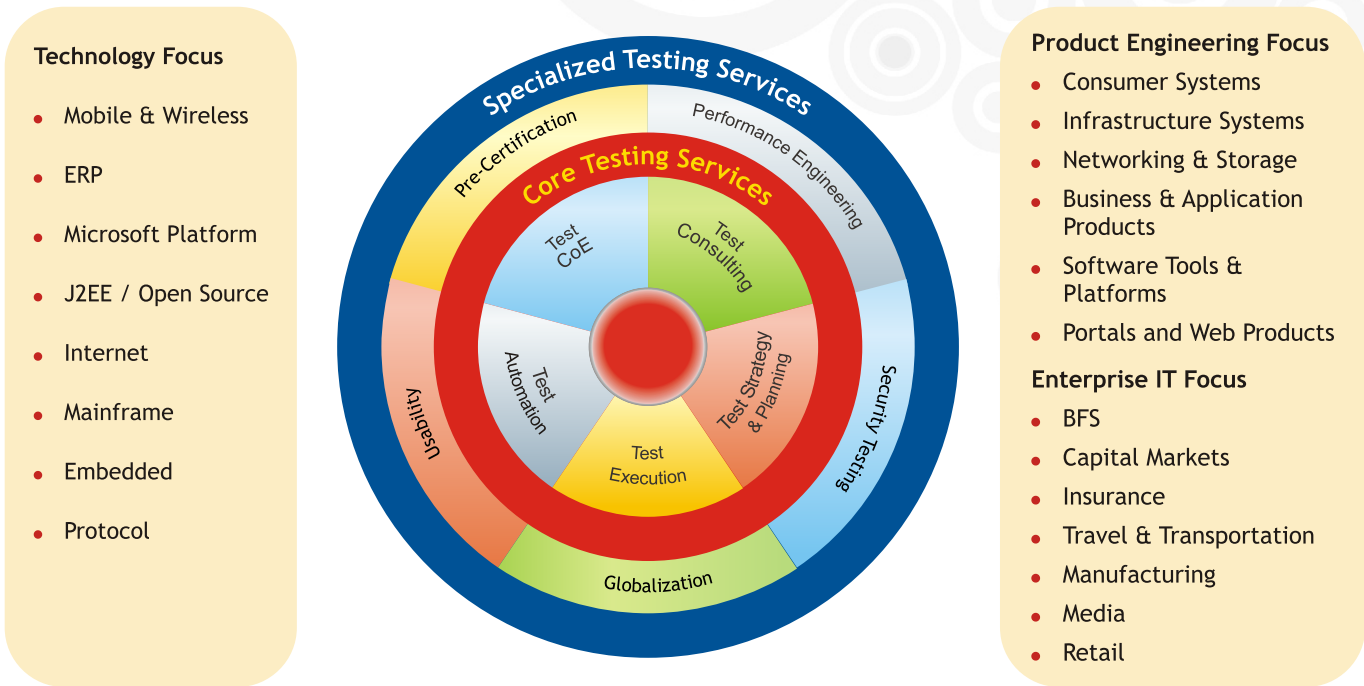 Technology Focus
Mobile & Wireless
ERP
Microsoft Platform
J2EE / Open Source
Internet
Mainframe
Embedded
Protocol
Specialized Testing Services
Pre-Certification
Performance Engineering
Security Testing
Globalization
Usability
Core Testing Services
Test
CoE
Test
Consulting
Test Strategy
& Planning
Test
Execution
Test
Automation
Product Engineering Focus
Consumer Systems
Infrastructure Systems
Networking & Storage
Business & Application
Products
Software Tools &
Platforms
Portals and Web Products
Enterprise IT Focus
BFS
Capital Markets
Insurance
Travel & Transportation
Manufacturing
Media
Retail